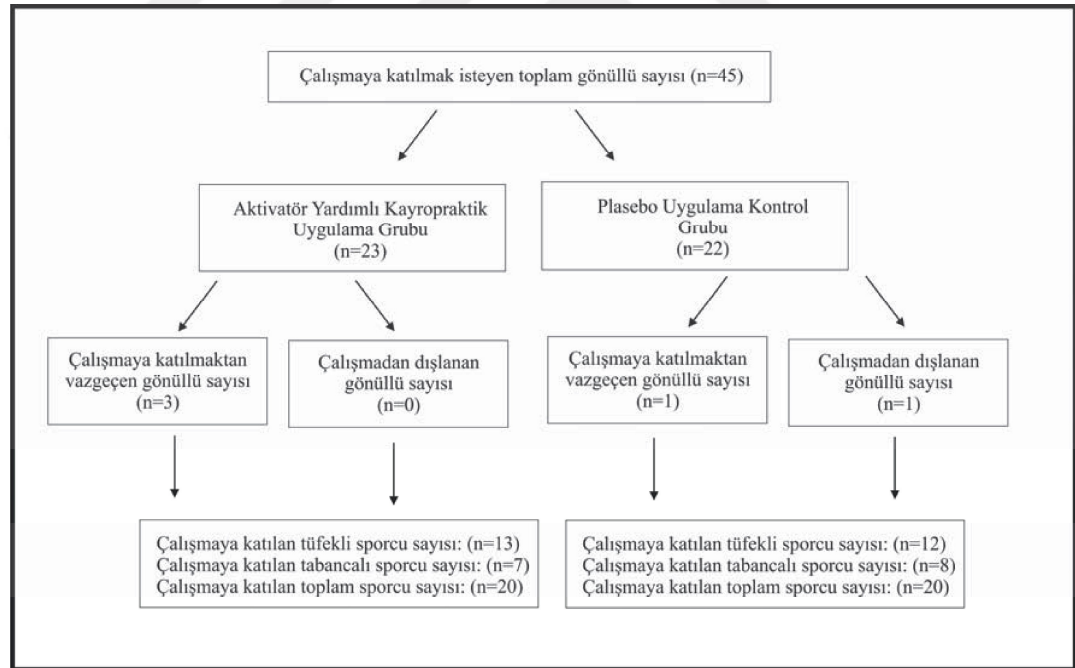 Çalışmaya katılmak isteyen toplam gönüllü sayısı (n=45)
Aktivatör Yardımlı Kayropraktik
Uygulama Grubu
(n=23)
Plasebo Uygulama Kontrol
Grubu
(n=22)
Çalışmaya katılmaktan
vazgeçen gönüllü sayısı
(n=3)
Çalışmadan dışlanan
gönüllü sayısı
(n=0)
Çalışmaya katılmaktan
vazgeçen gönüllü sayısı
(n=1)
Çalışmadan dışlanan
gönüllü sayısı
(n=1)
Çalışmaya katılan tüfekli sporcu sayısı: (n=13)
Çalışmaya katılan tabancalı sporcu sayısı: (n=7)
Çalışmaya katılan toplam sporcu sayısı: (n=20)
Çalışmaya katılan tüfekli sporcu sayısı: (n=12)
Çalışmaya katılan tabancalı sporcu sayısı: (n=8)
Çalışmaya katılan toplam sporcu sayısı: (n=20)